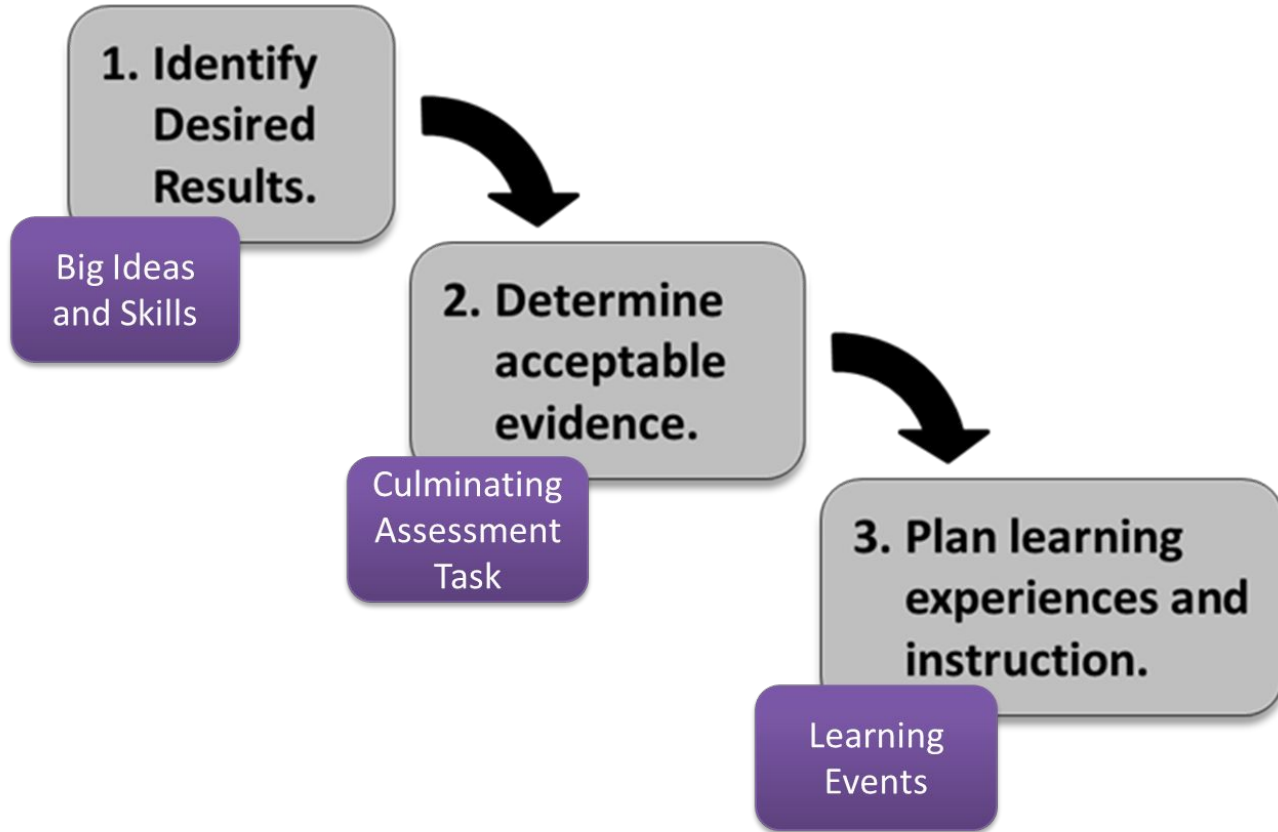 1. Identify
Desired
Results.
Big Ideas
and Skills
2. Determine
acceptable
evidence.
Culminating
Assessment
Task
3. Plan learning
experiences and
instruction.
Learning
Events